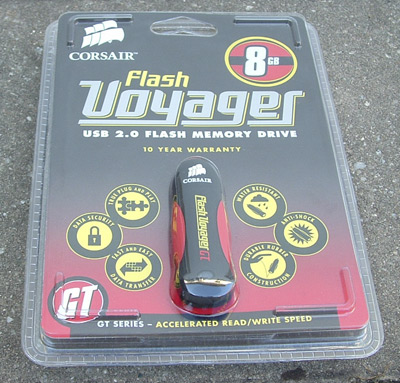 CORSAIR
8GB
Flash
Voyager
USB 2.0 FLASH MEMORY DRIVE
10 YEAR WARRANTY
CORSAIR
Flash Voyager GT
TRUE PLUG AND PLAY
DATA SECURITY
FAST AND EASY DATA TRANSFER
WATER RESISTANT
ANTI-SHOCK
DURABLE RUBBER CONSTRUCTION
GT
GT SERIES – ACCELERATED READ/WRITE SPEED